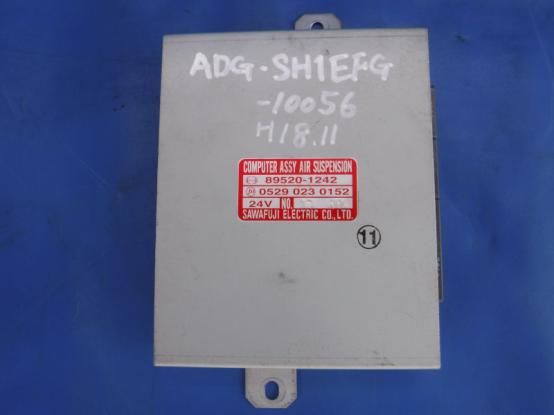 ADG-SH1EFG
-10056
H18.11
COMPUTER ASSY AIR SUSPENSION
89520-1242
0529 023 0152
24V NO.
SAWAFUJI ELECTRIC CO., LTD.
11